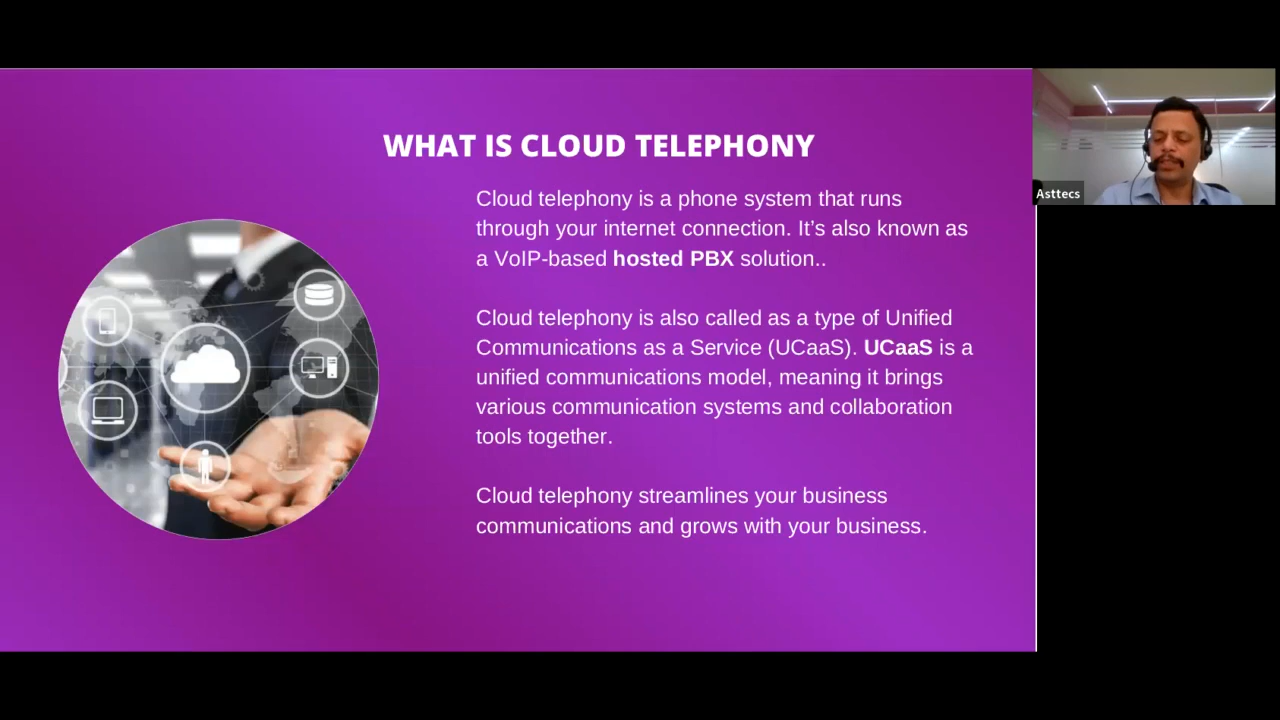 WHAT IS CLOUD TELEPHONY
Cloud telephony is a phone system that runs
through your internet connection. It’s also known as
a VoIP-based hosted PBX solution..
Cloud telephony is also called as a type of Unified
Communications as a Service (UCaaS). UCaaS is a
unified communications model, meaning it brings
various communication systems and collaboration
tools together.
Cloud telephony streamlines your business
communications and grows with your business.
Asttecs